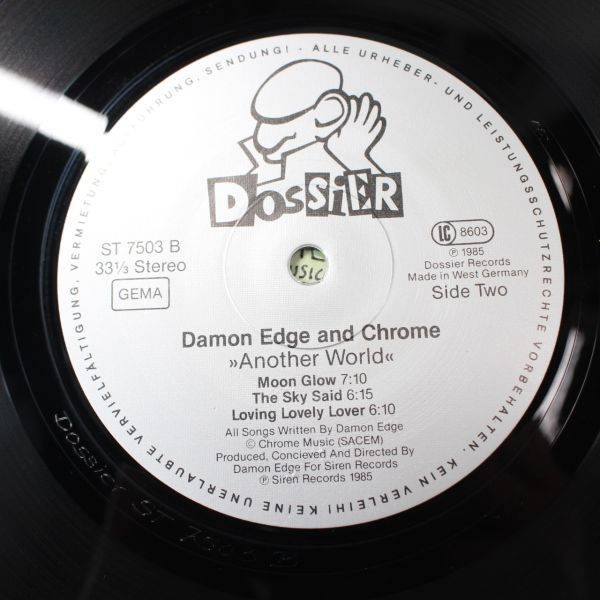 · ALLE URHEBER- UND LEISTUNGSSCHUTZRECHTE VORBEHALTEN. · KEIN VERLEIH! KEINE UNERLAUBTE VERVIELFÄLTIGUNG, VERMIETUNG, AUFFÜHRUNG, SENDUNG!
DOSSIER
ST 7503 B
33⅓ Stereo
GEMA
LC 8603
℗ 1985
Dossier Records
Made in West Germany
Side Two
Damon Edge and Chrome
»Another World«
Moon Glow 7:10
The Sky Said 6:15
Loving Lovely Lover 6:10
All Songs Written By Damon Edge
© Chrome Music (SACEM)
Produced, Concieved And Directed By
Damon Edge For Siren Records
℗ Siren Records 1985
Dossier ST 7503 B